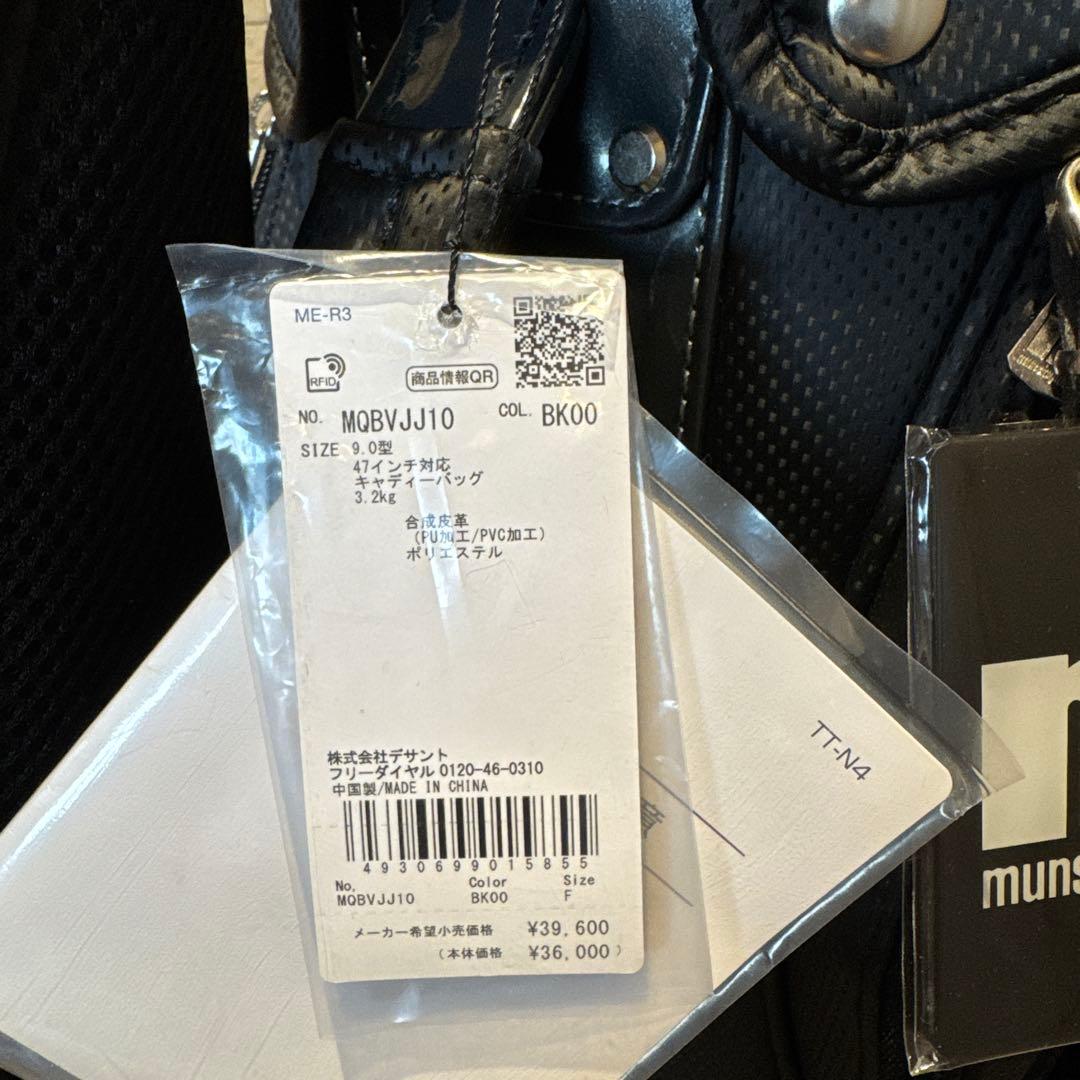 ME-R3
RFID
商品情報QR
NO. MQBVJJ10 COL. BK00
SIZE 9.0型
47インチ対応
キャディーバッグ
3.2kg
合成皮革
(PU加工/PVC加工)
ポリエステル
株式会社デサント
フリーダイヤル 0120-46-0310
中国製/MADE IN CHINA
4930699015855
No. Color Size
MQBVJJ10 BK00 F
メーカー希望小売価格 ¥39,600
(本体価格 ¥36,000)
TT-N4
muns